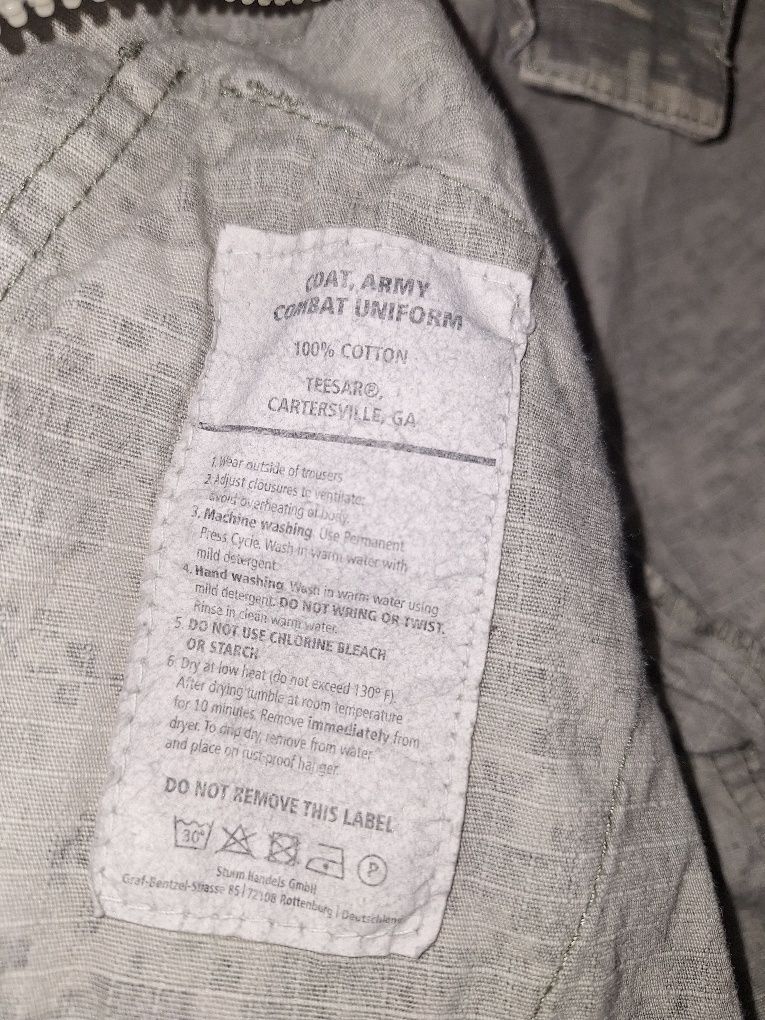 COAT, ARMY
COMBAT UNIFORM
100% COTTON
TEESAR®,
CARTERSVILLE, GA
1. Wear outside of trousers
2. Adjust clousures to ventilate:
avoid overheating of body.
3. Machine washing. Use Permanent
Press Cycle. Wash in warm water with
mild detergent.
4. Hand washing. Wash in warm water using
mild detergent. DO NOT WRING OR TWIST.
Rinse in clean warm water.
5. DO NOT USE CHLORINE BLEACH
OR STARCH
6. Dry at low heat (do not exceed 130° F).
After drying tumble at room temperature
for 10 minutes. Remove immediately from
dryer. To drip dry, remove from water
and place on rust-proof hanger.
DO NOT REMOVE THIS LABEL
30° P
Sturm Handels GmbH
Graf-Bentzel-Strasse 85 | 72108 Rottenburg | Deutschland